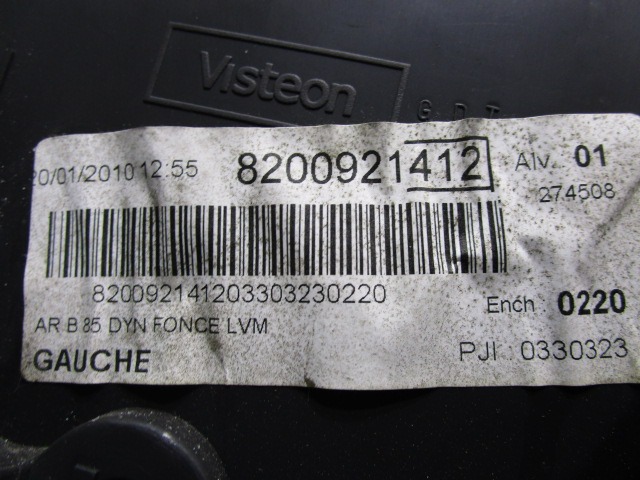 Visteon
G D T
20/01/2010 12:55 8200921412 Alv. 01
274508
820092141203303230220
Ench : 0220
AR B 85 DYN FONCE LVM
GAUCHE
PJI : 0330323